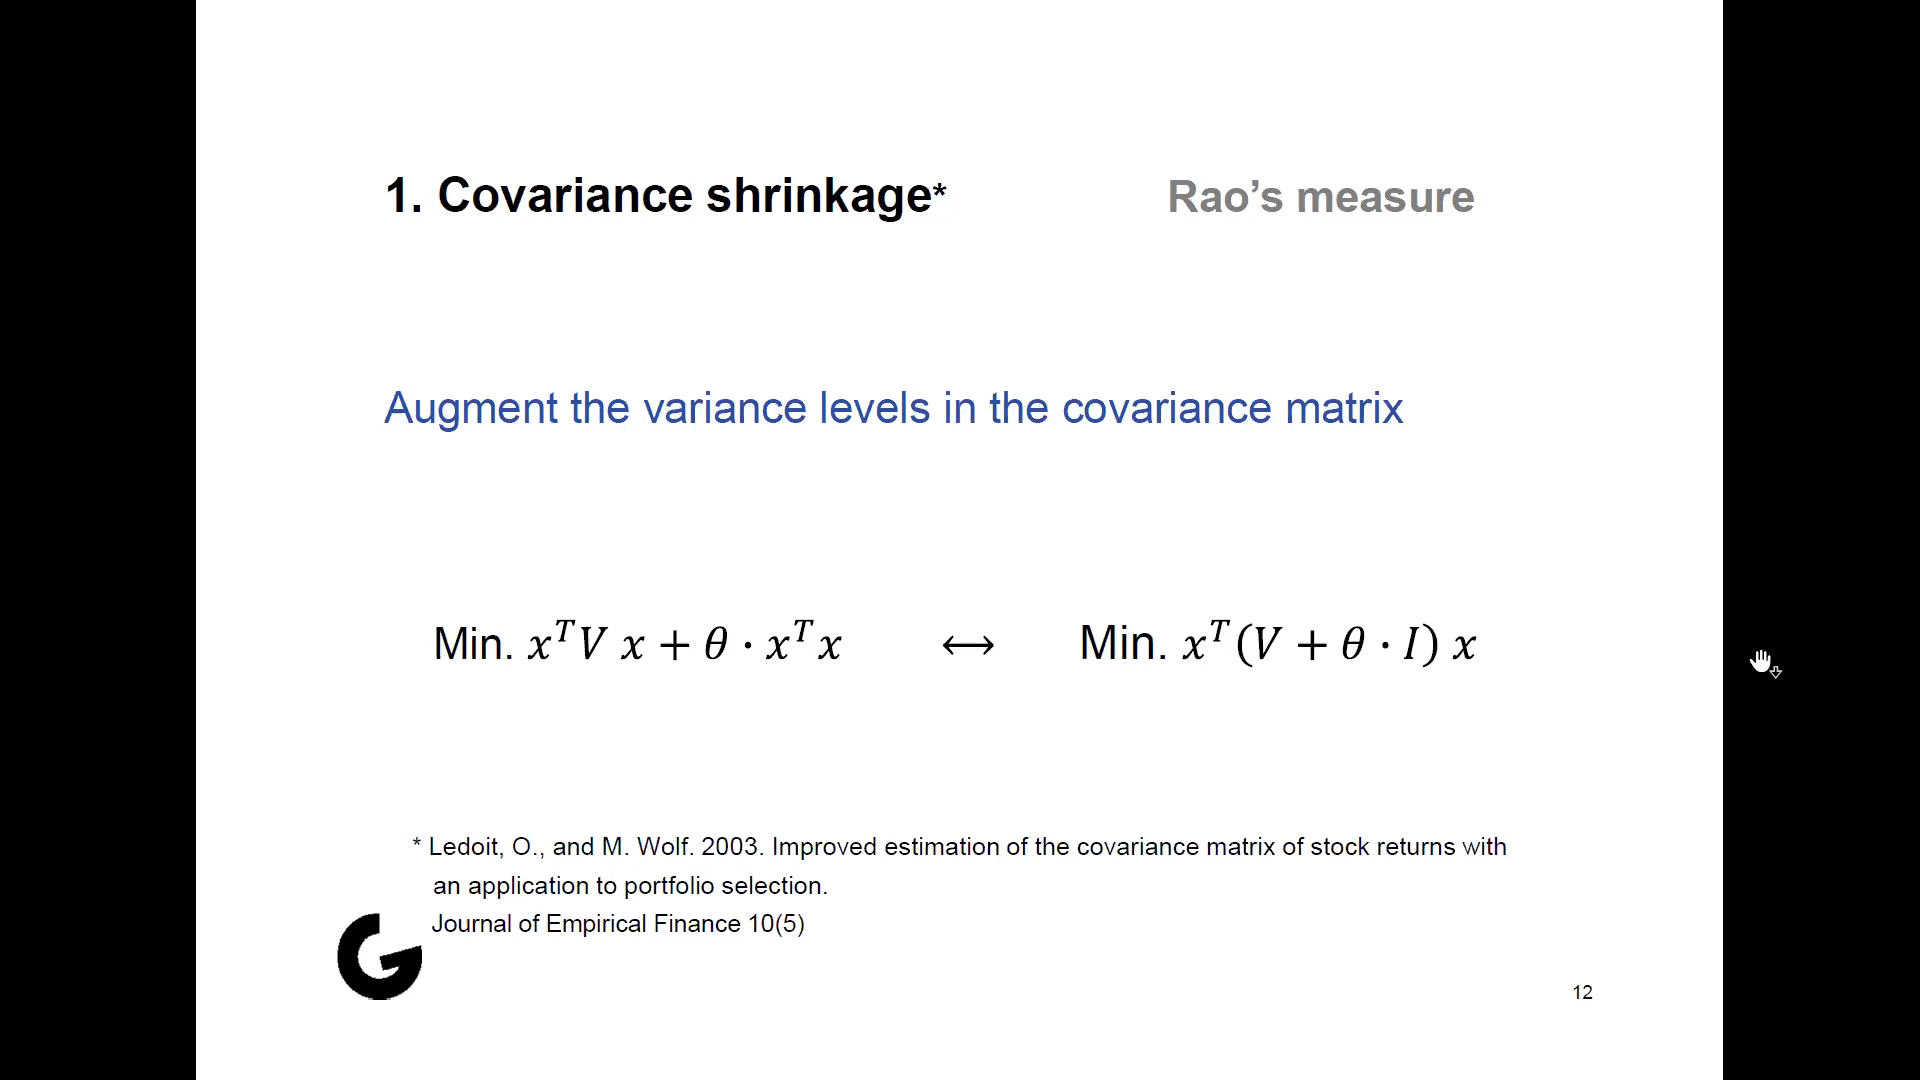 1. Covariance shrinkage* Rao’s measure
Augment the variance levels in the covariance matrix
Min. x^T V x + θ · x^T x ↔ Min. x^T (V + θ · I) x
* Ledoit, O., and M. Wolf. 2003. Improved estimation of the covariance matrix of stock returns with
an application to portfolio selection.
Journal of Empirical Finance 10(5)
G
12